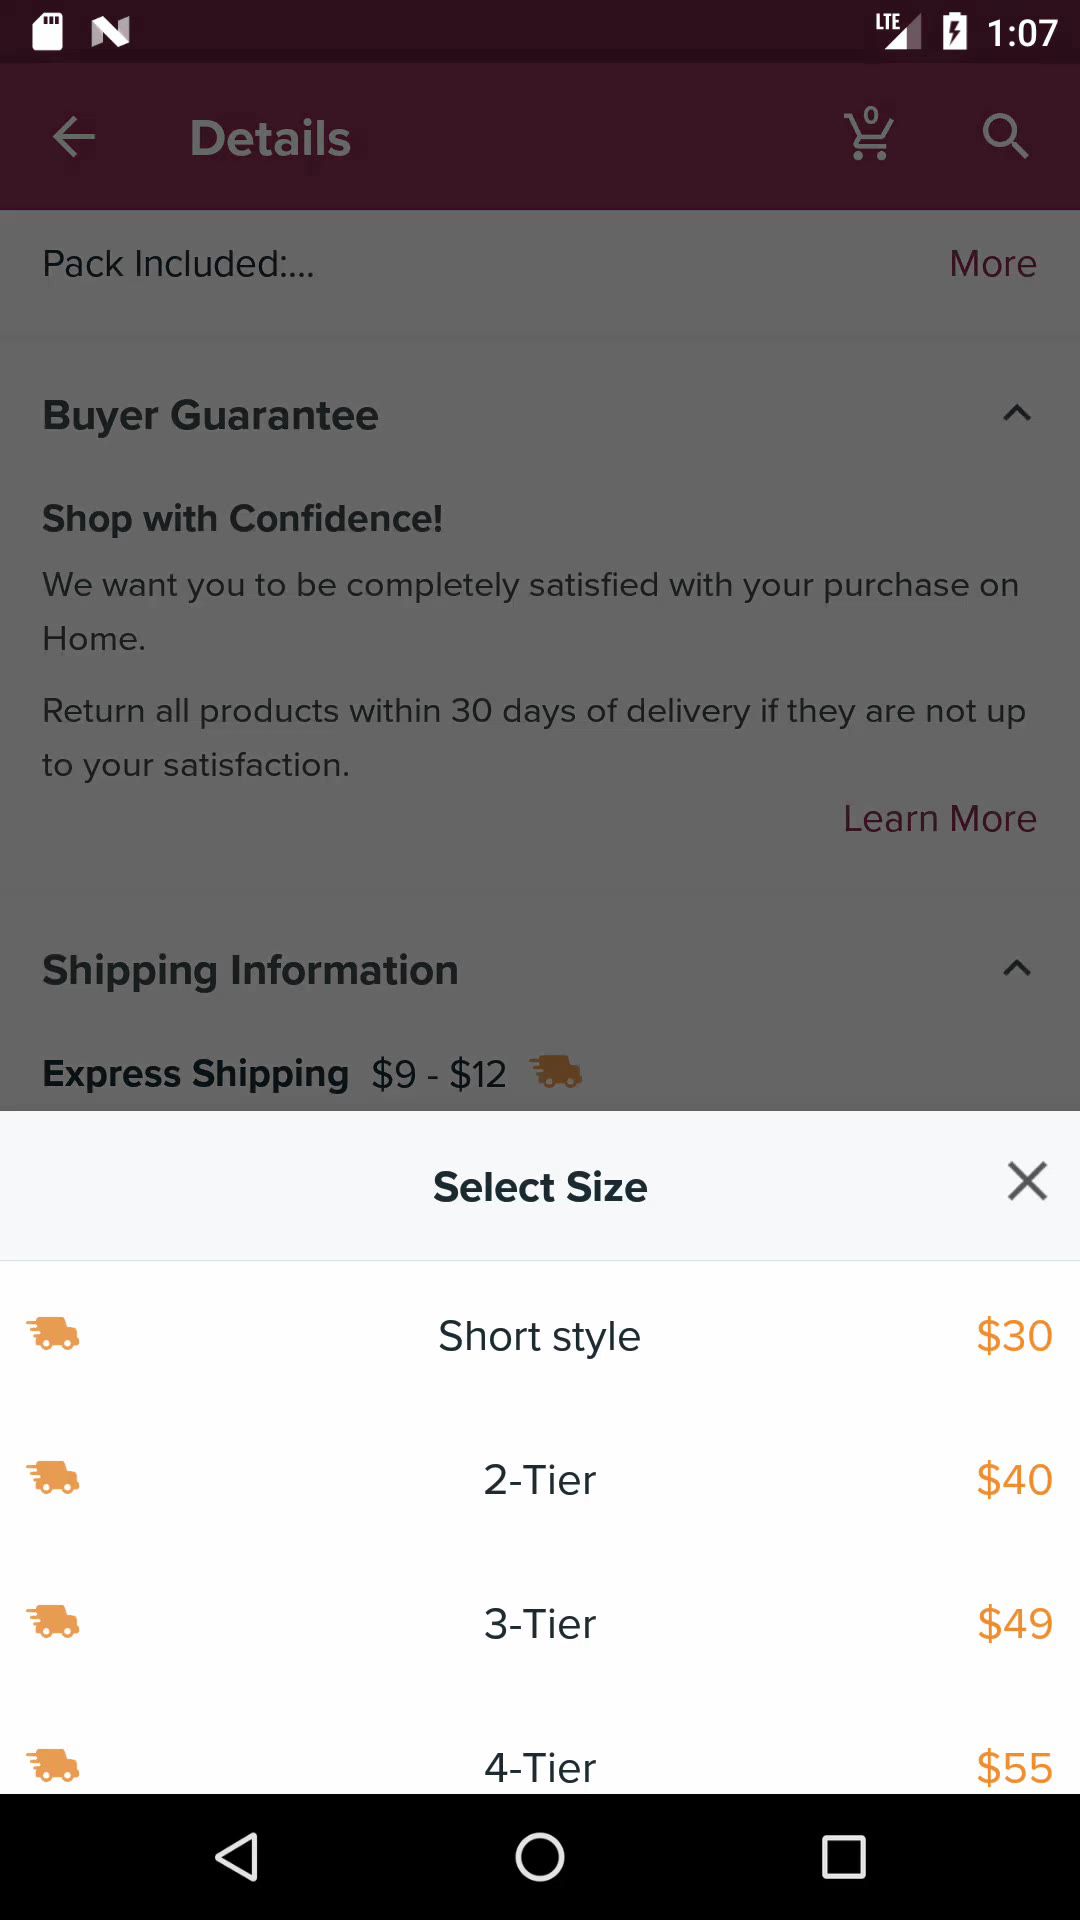 LTE 1:07
Details 0
Pack Included:... More
Buyer Guarantee
Shop with Confidence!
We want you to be completely satisfied with your purchase on
Home.
Return all products within 30 days of delivery if they are not up
to your satisfaction.
Learn More
Shipping Information
Express Shipping $9 - $12
Select Size
Short style $30
2-Tier $40
3-Tier $49
4-Tier $55